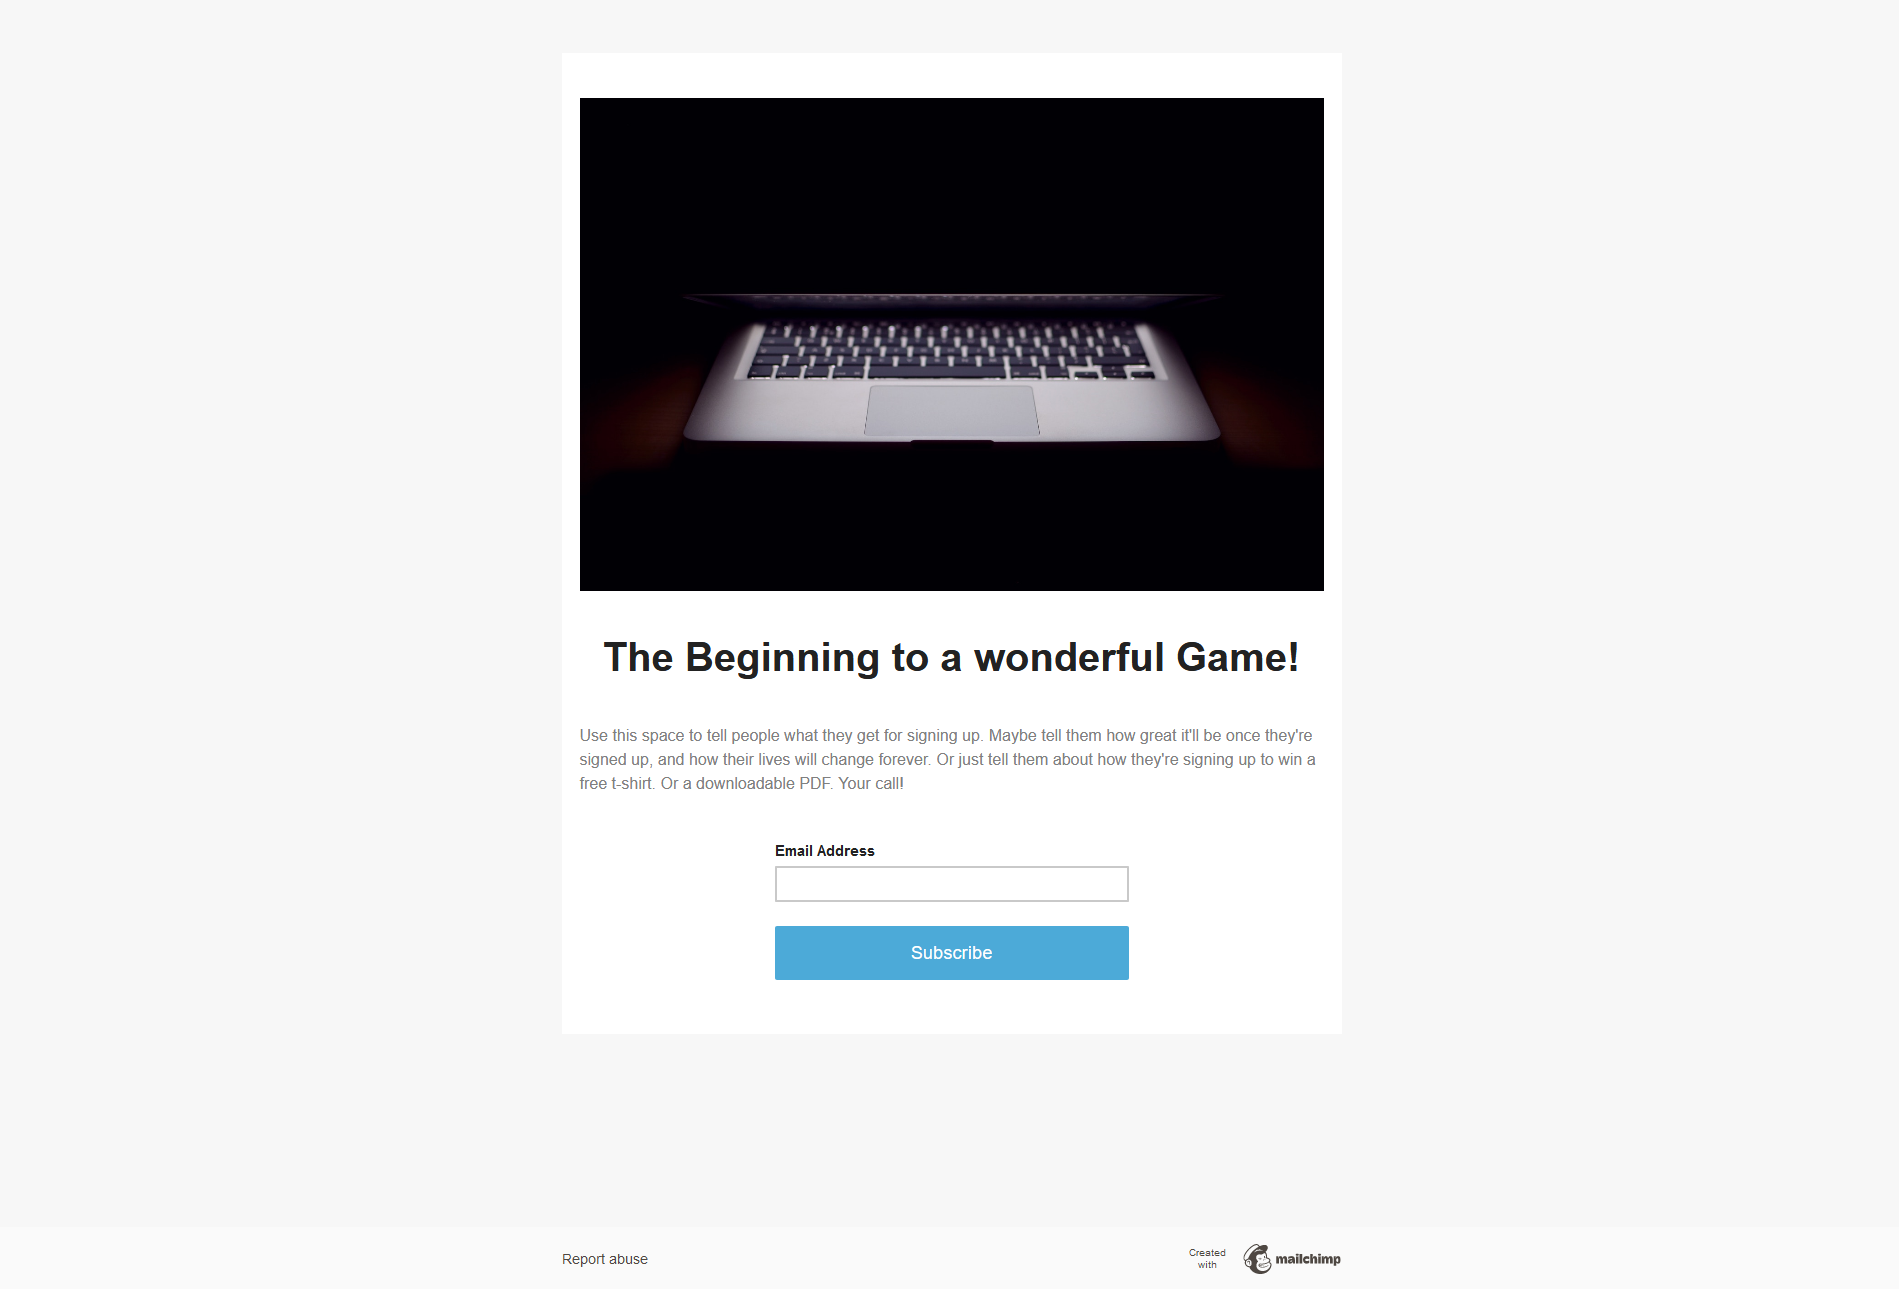 The Beginning to a wonderful Game!
Use this space to tell people what they get for signing up. Maybe tell them how great it'll be once they're
signed up, and how their lives will change forever. Or just tell them about how they're signing up to win a
free t-shirt. Or a downloadable PDF. Your call!
Email Address
Subscribe
Report abuse
Created
with
mailchimp